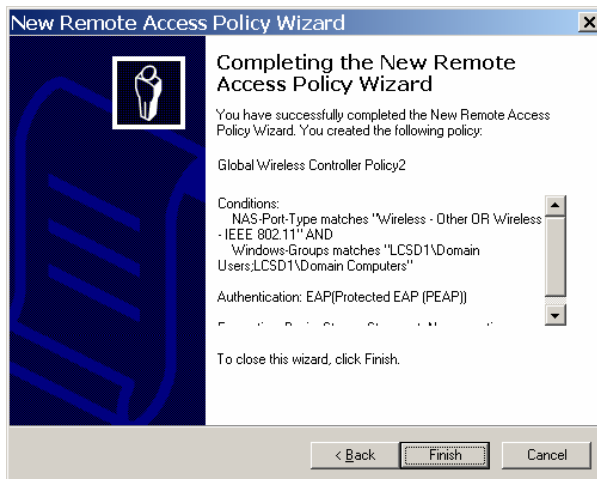 New Remote Access Policy Wizard
Completing the New Remote
Access Policy Wizard
You have successfully completed the New Remote Access
Policy Wizard. You created the following policy:
Global Wireless Controller Policy2
Conditions:
NAS-Port-Type matches "Wireless - Other OR Wireless
- IEEE 802.11" AND
Windows-Groups matches "LCSD1\Domain
Users;LCSD1\Domain Computers"
Authentication: EAP(Protected EAP (PEAP))
To close this wizard, click Finish.
< Back
Finish
Cancel